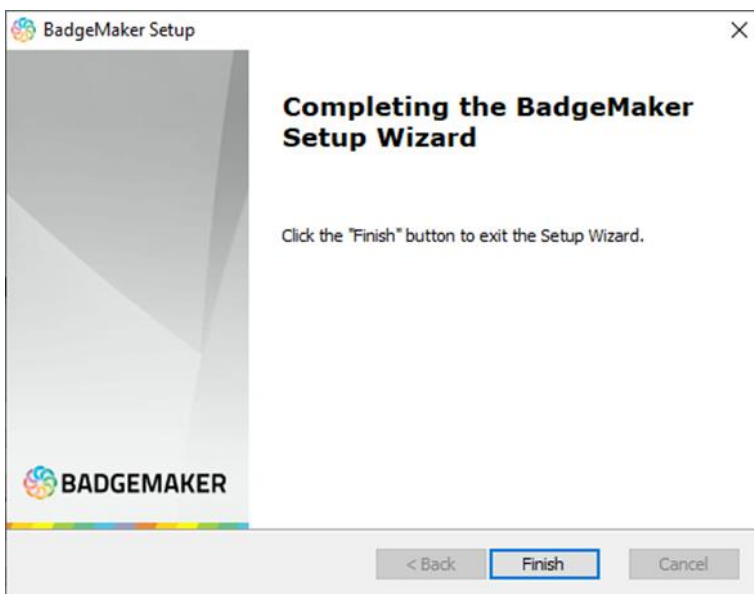 BadgeMaker Setup
Completing the BadgeMaker
Setup Wizard
Click the "Finish" button to exit the Setup Wizard.
BADGEMAKER
< Back
Finish
Cancel